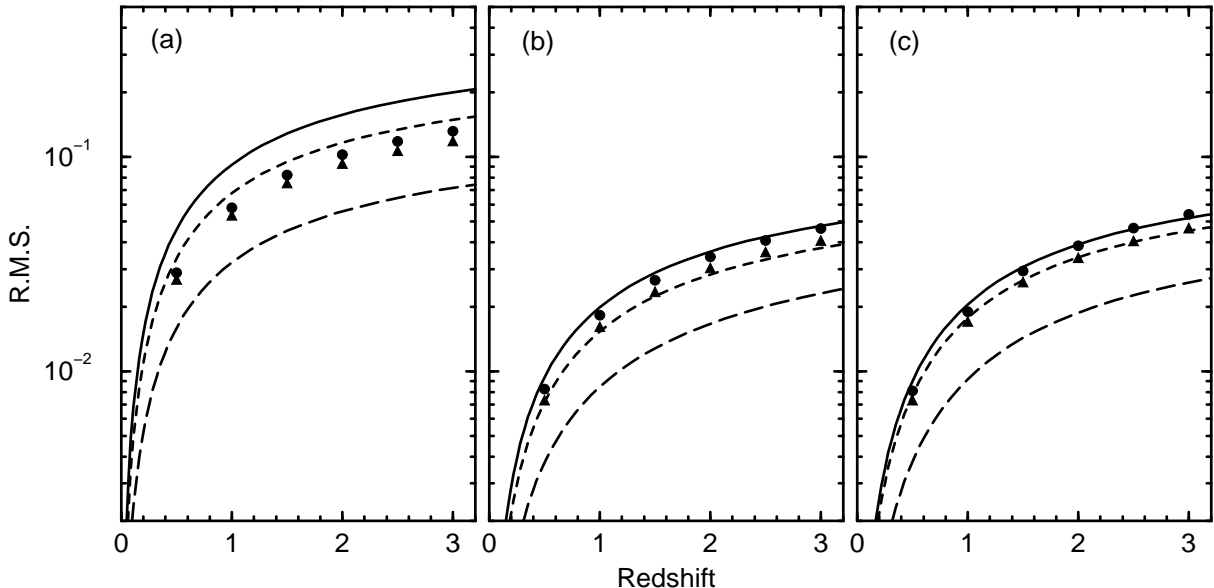 (a) (b) (c)
R.M.S.
10⁻¹
10⁻²
0 1 2 3 0 1 2 3 0 1 2 3
Redshift